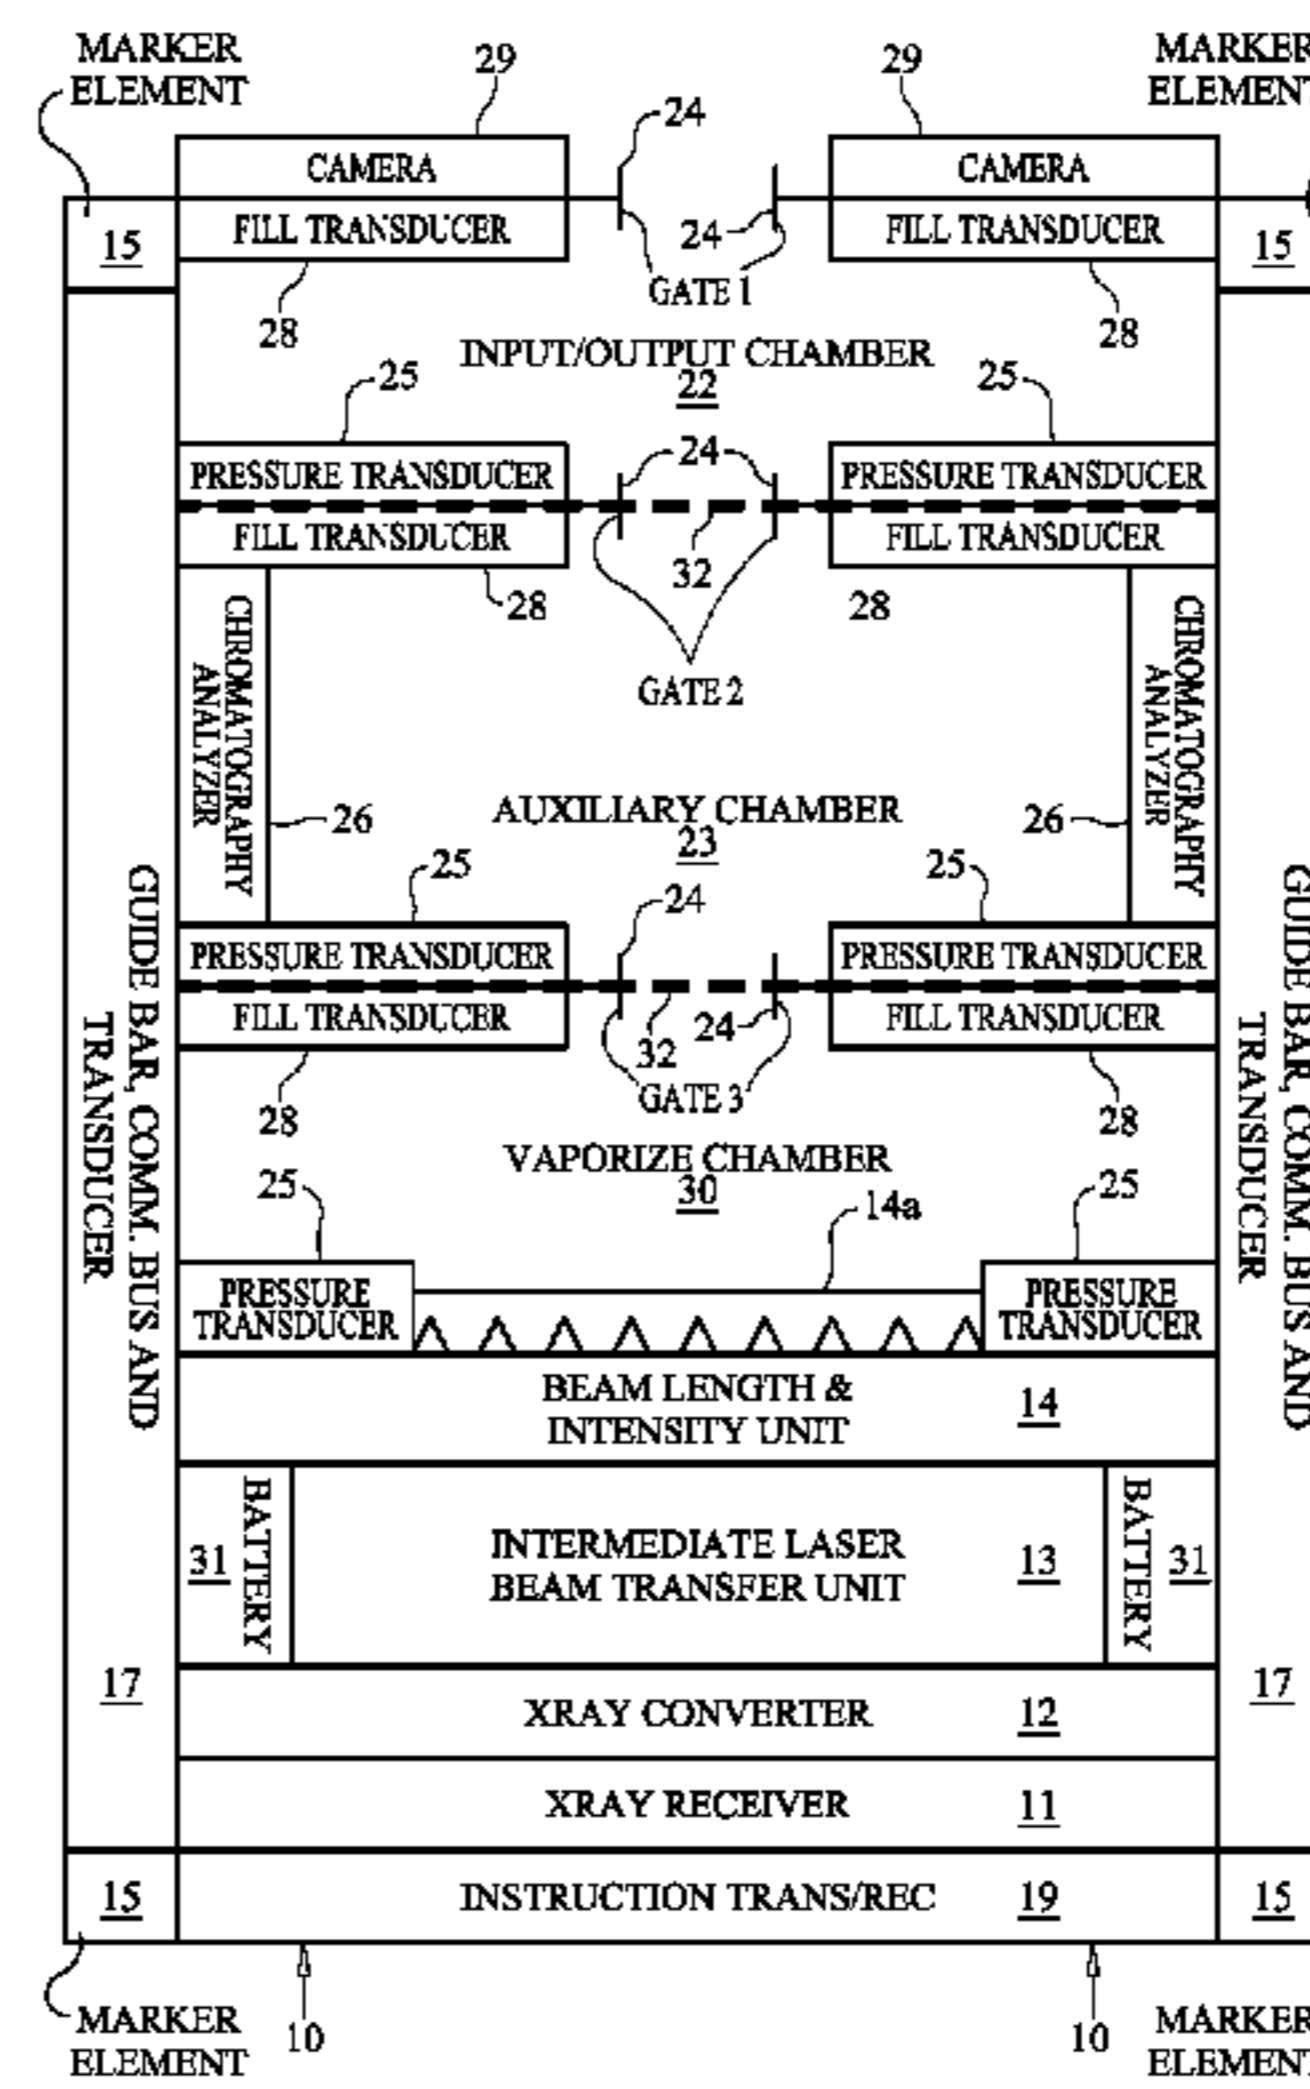 MARKER
ELEMENT
29
24
29
MARKER
ELEMENT
CAMERA
CAMERA
15
FILL TRANSDUCER
24
FILL TRANSDUCER
15
GATE 1
28
28
INPUT/OUTPUT CHAMBER
22
25
25
PRESSURE TRANSDUCER
24
PRESSURE TRANSDUCER
FILL TRANSDUCER
32
FILL TRANSDUCER
28
28
GATE 2
CHROMATOGRAPHY
ANALYZER
CHROMATOGRAPHY
ANALYZER
AUXILIARY CHAMBER
23
26
26
25
24
25
PRESSURE TRANSDUCER
PRESSURE TRANSDUCER
FILL TRANSDUCER
32
24
FILL TRANSDUCER
GATE 3
28
28
GUIDE BAR, COMM. BUS AND
TRANSDUCER
GUIDE BAR, COMM. BUS AND
TRANSDUCER
VAPORIZE CHAMBER
30
25
14a
25
PRESSURE
TRANSDUCER
PRESSURE
TRANSDUCER
BEAM LENGTH &
INTENSITY UNIT
14
31
BATTERY
INTERMEDIATE LASER
BEAM TRANSFER UNIT
13
BATTERY
31
17
XRAY CONVERTER
12
17
XRAY RECEIVER
11
15
INSTRUCTION TRANS/REC
19
15
MARKER
ELEMENT
10
10
MARKER
ELEMENT